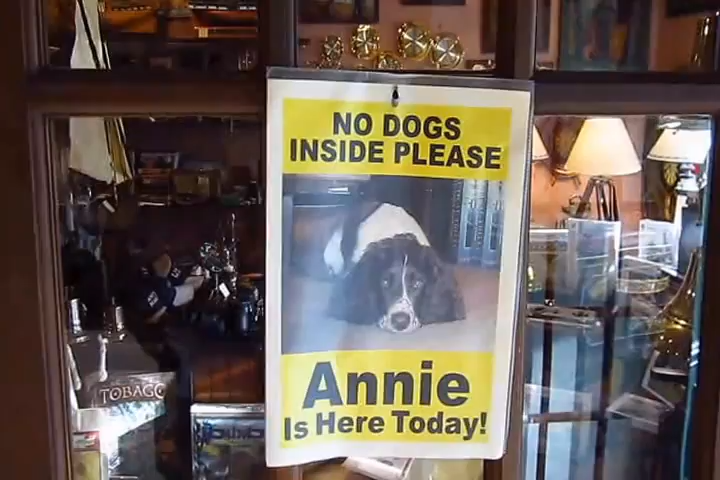 NO DOGS
INSIDE PLEASE
Annie
Is Here Today!
TOBAGO